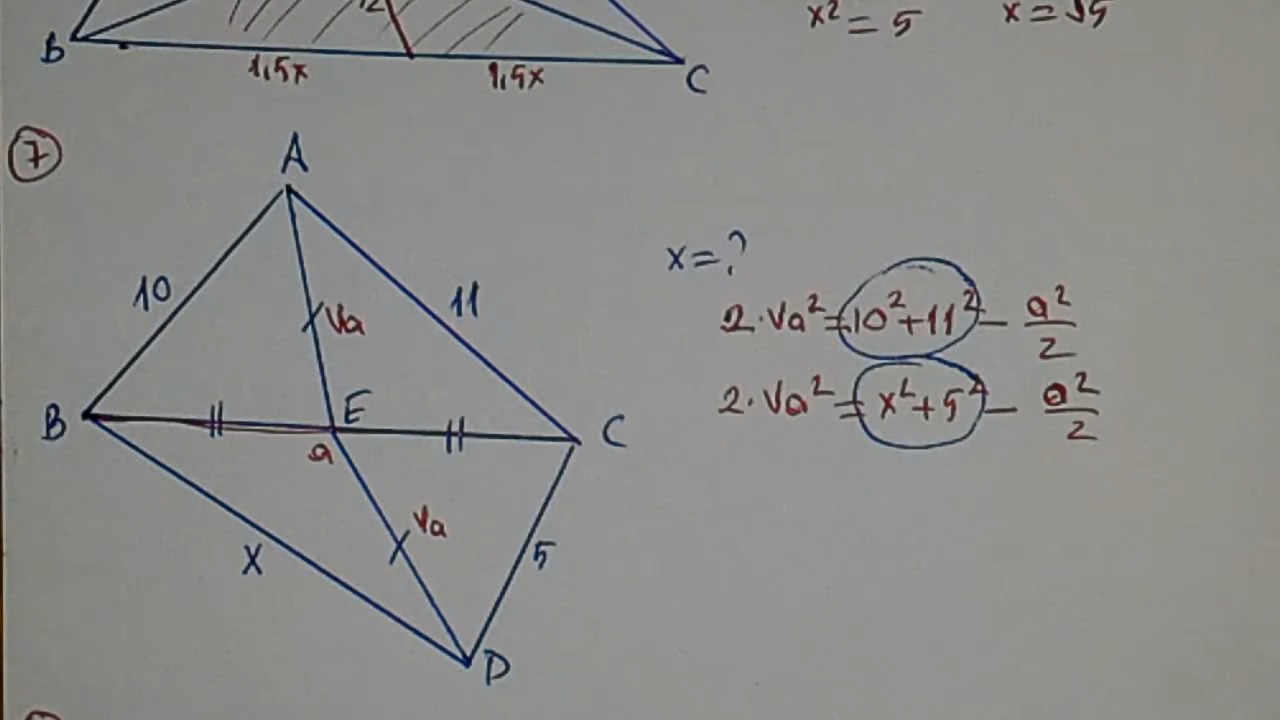 12
x² = 5 x = √5
B
1,5x 1,5x
C
7
A
10 11
x = ?
Va
2·Va² = 10² + 11² − a²/2
B E C
a
2·Va² = x² + 5² − a²/2
Va
x 5
D